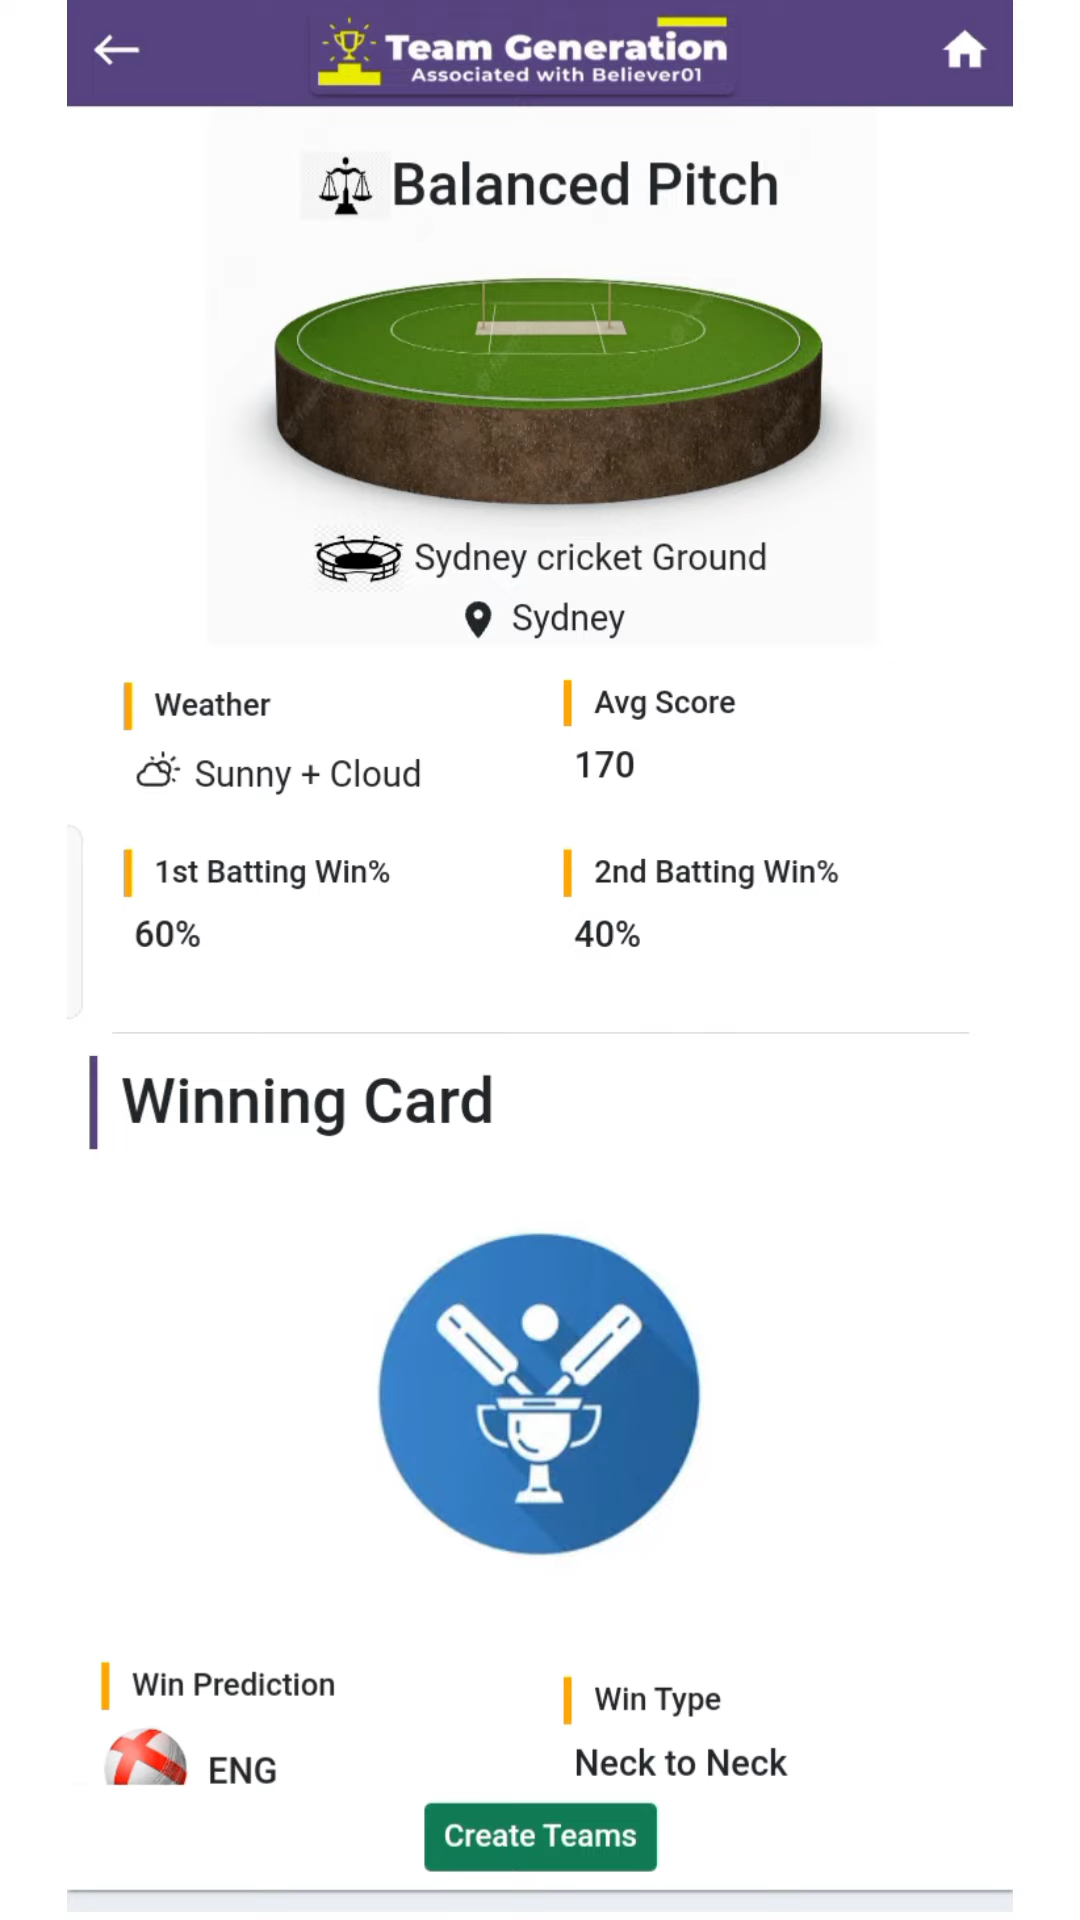 Team Generation
Associated with Believer01
Balanced Pitch
Sydney cricket Ground
Sydney
Weather
Avg Score
Sunny + Cloud
170
1st Batting Win%
2nd Batting Win%
60%
40%
Winning Card
Win Prediction
Win Type
ENG
Neck to Neck
Create Teams